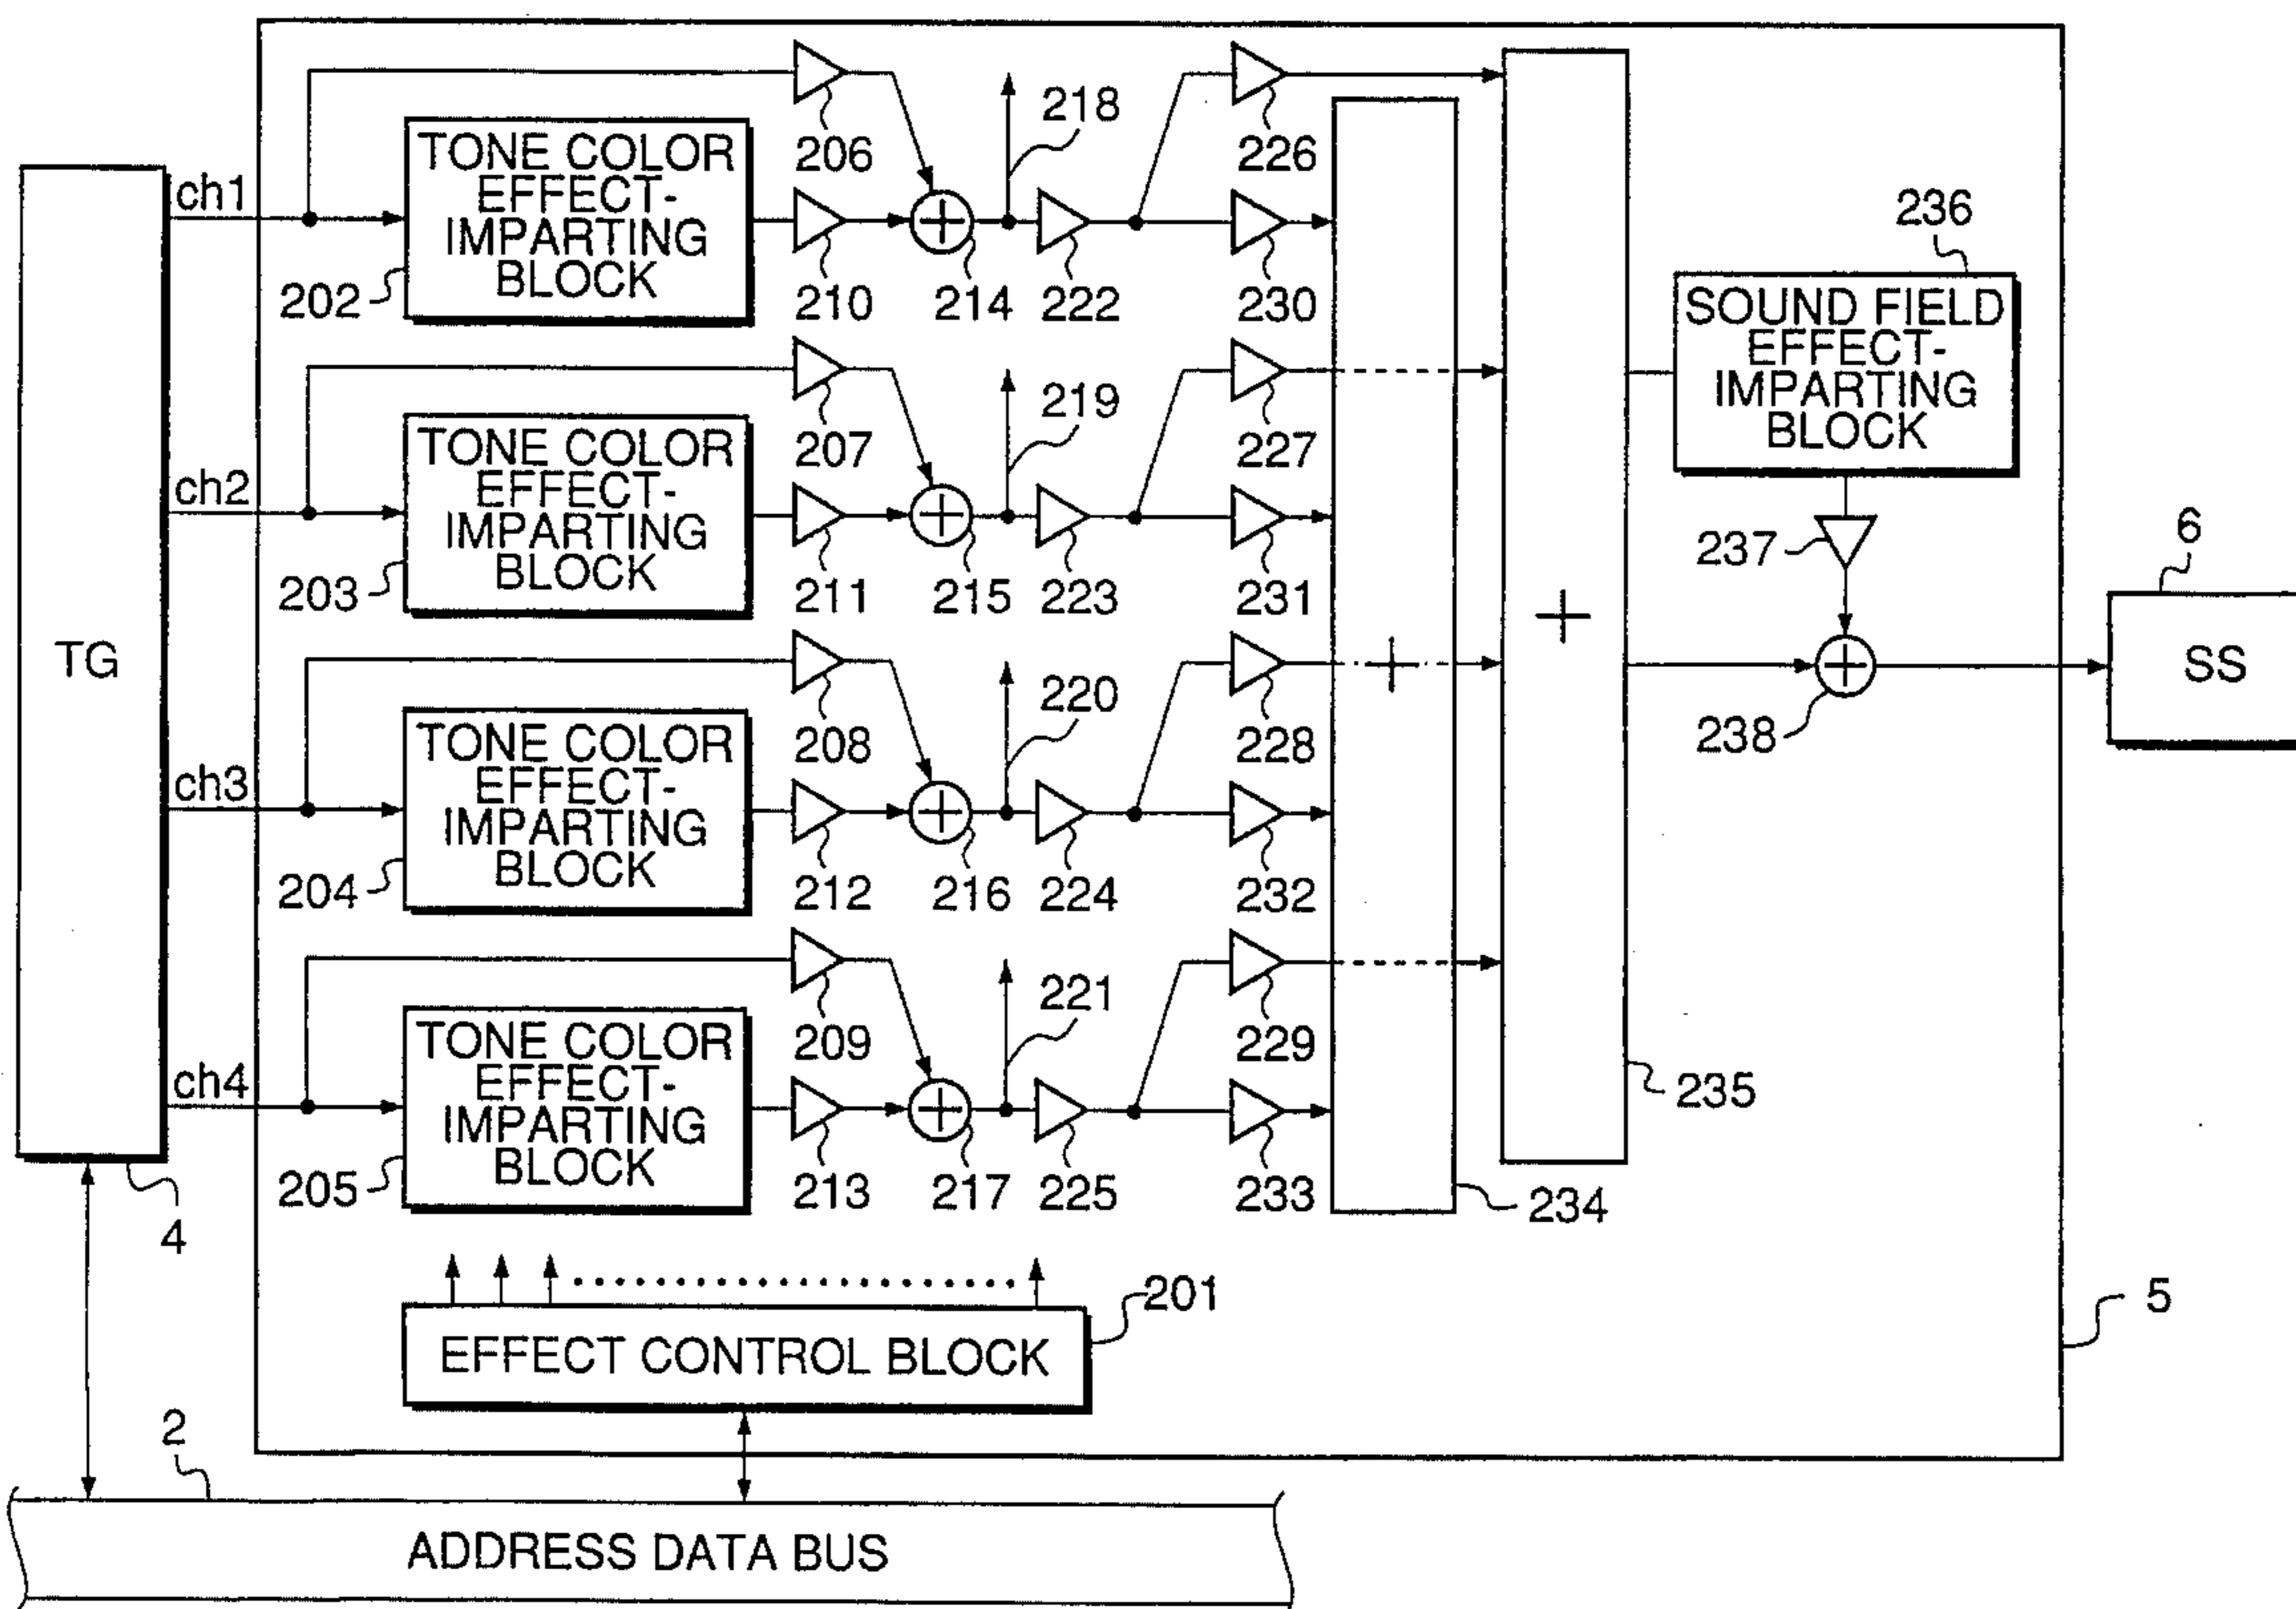 218
206
226
TONE COLOR
EFFECT-
IMPARTING
BLOCK
ch1
202
210
214
222
230
236
SOUND FIELD
EFFECT-
IMPARTING
BLOCK
219
207
227
TONE COLOR
EFFECT-
IMPARTING
BLOCK
ch2
203
211
215
223
231
237
6
TG
+
+
SS
238
220
208
228
TONE COLOR
EFFECT-
IMPARTING
BLOCK
ch3
204
212
216
224
232
221
209
229
TONE COLOR
EFFECT-
IMPARTING
BLOCK
ch4
205
213
217
225
233
235
234
4
201
5
EFFECT CONTROL BLOCK
2
ADDRESS DATA BUS